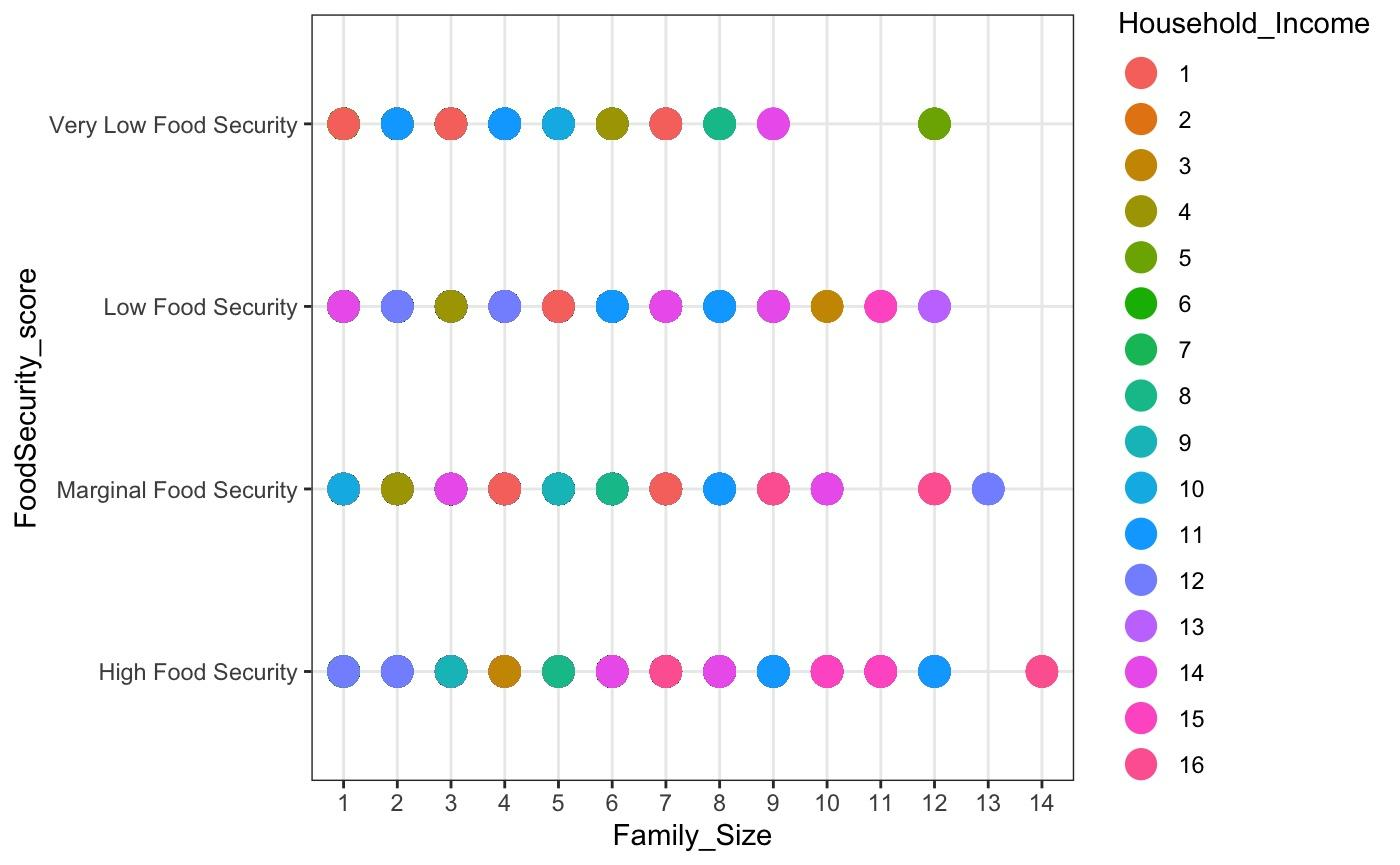 Household_Income
1
2
3
4
5
6
7
8
9
10
11
12
13
14
15
16
FoodSecurity_score
Very Low Food Security
Low Food Security
Marginal Food Security
High Food Security
1 2 3 4 5 6 7 8 9 10 11 12 13 14
Family_Size